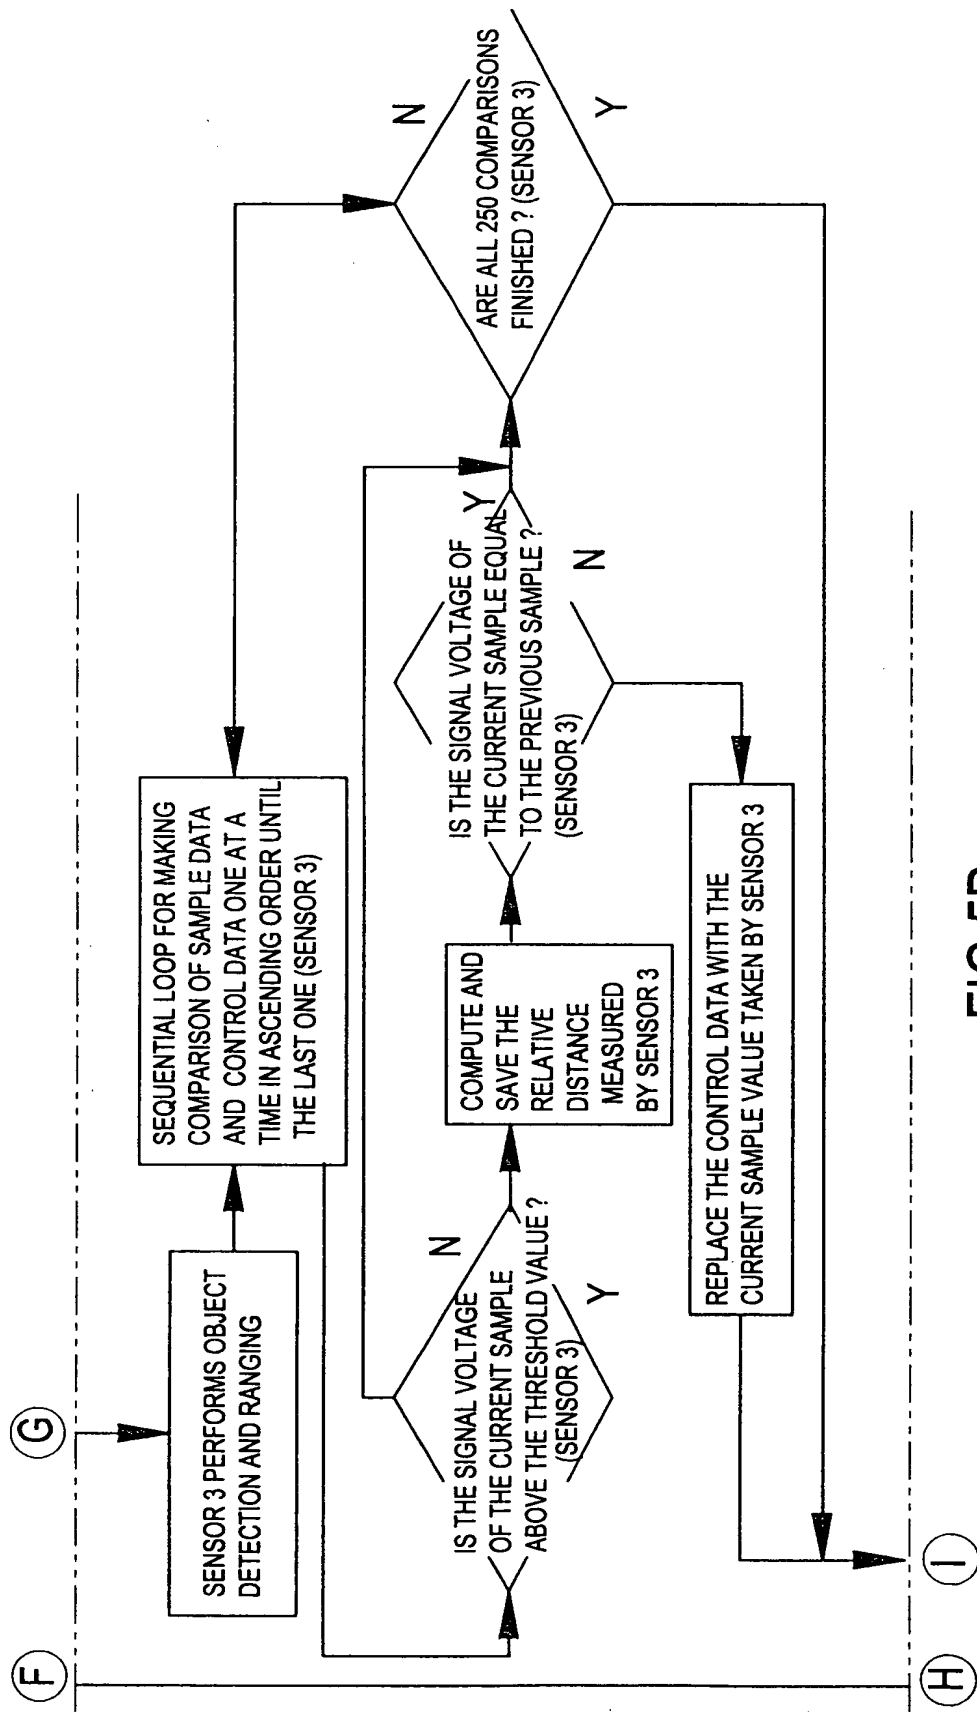 F
G
SENSOR 3 PERFORMS OBJECT
DETECTION AND RANGING
SEQUENTIAL LOOP FOR MAKING
COMPARISON OF SAMPLE DATA
AND CONTROL DATA ONE AT A
TIME IN ASCENDING ORDER UNTIL
THE LAST ONE (SENSOR 3)
IS THE SIGNAL VOLTAGE
OF THE CURRENT SAMPLE
ABOVE THE THRESHOLD VALUE ?
(SENSOR 3)
N
Y
COMPUTE AND
SAVE THE
RELATIVE
DISTANCE
MEASURED
BY SENSOR 3
IS THE SIGNAL VOLTAGE OF
THE CURRENT SAMPLE EQUAL
TO THE PREVIOUS SAMPLE ?
(SENSOR 3)
Y
N
ARE ALL 250 COMPARISONS
FINISHED ? (SENSOR 3)
N
Y
REPLACE THE CONTROL DATA WITH THE
CURRENT SAMPLE VALUE TAKEN BY SENSOR 3
H
I